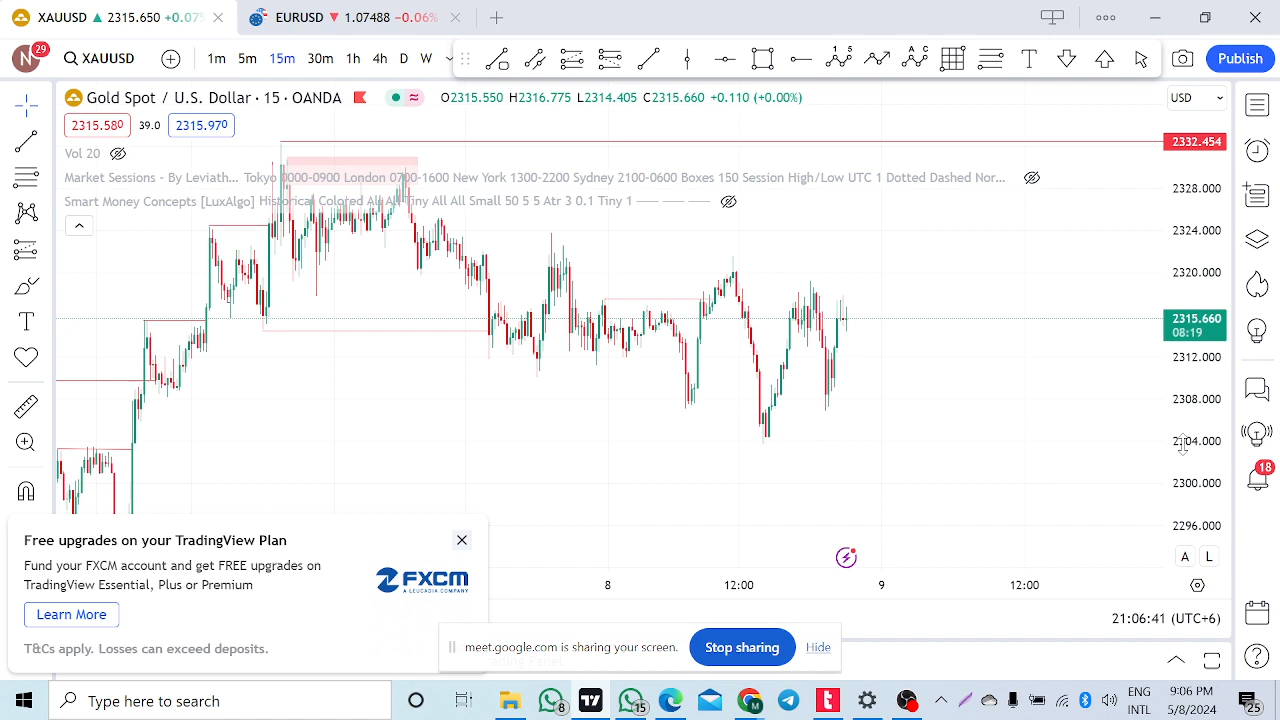 XAUUSD ▲ 2315.650 +0.07%
EURUSD ▼ 1.07488 −0.06%
N
29
XAUUSD
1m 5m 15m 30m 1h 4h D W
Publish
Gold Spot / U.S. Dollar · 15 · OANDA
O2315.550 H2316.775 L2314.405 C2315.660 +0.110 (+0.00%)
USD
2315.580 39.0 2315.970
Vol 20
Market Sessions - By Leviath... Tokyo 0000-0900 London 0700-1600 New York 1300-2200 Sydney 2100-0600 Boxes 150 Session High/Low UTC 1 Dotted Dashed Nor...
Smart Money Concepts [LuxAlgo] Historical Colored All All Tiny All All Small 50 5 5 Atr 3 0.1 Tiny 1
2332.454
2328.000
2324.000
2320.000
2315.660
08:19
2312.000
2308.000
2304.000
2300.000
2296.000
18
A L
8 12:00 9 12:00
21:06:41 (UTC+6)
Free upgrades on your TradingView Plan
Fund your FXCM account and get FREE upgrades on
TradingView Essential, Plus or Premium
FXCM
A LEUCADIA COMPANY
Learn More
T&Cs apply. Losses can exceed deposits.
meet.google.com is sharing your screen.
Stop sharing
Hide
Trading Panel
Type here to search
8
15
M
ENG
INTL
9:06 PM
5/8/2024
25